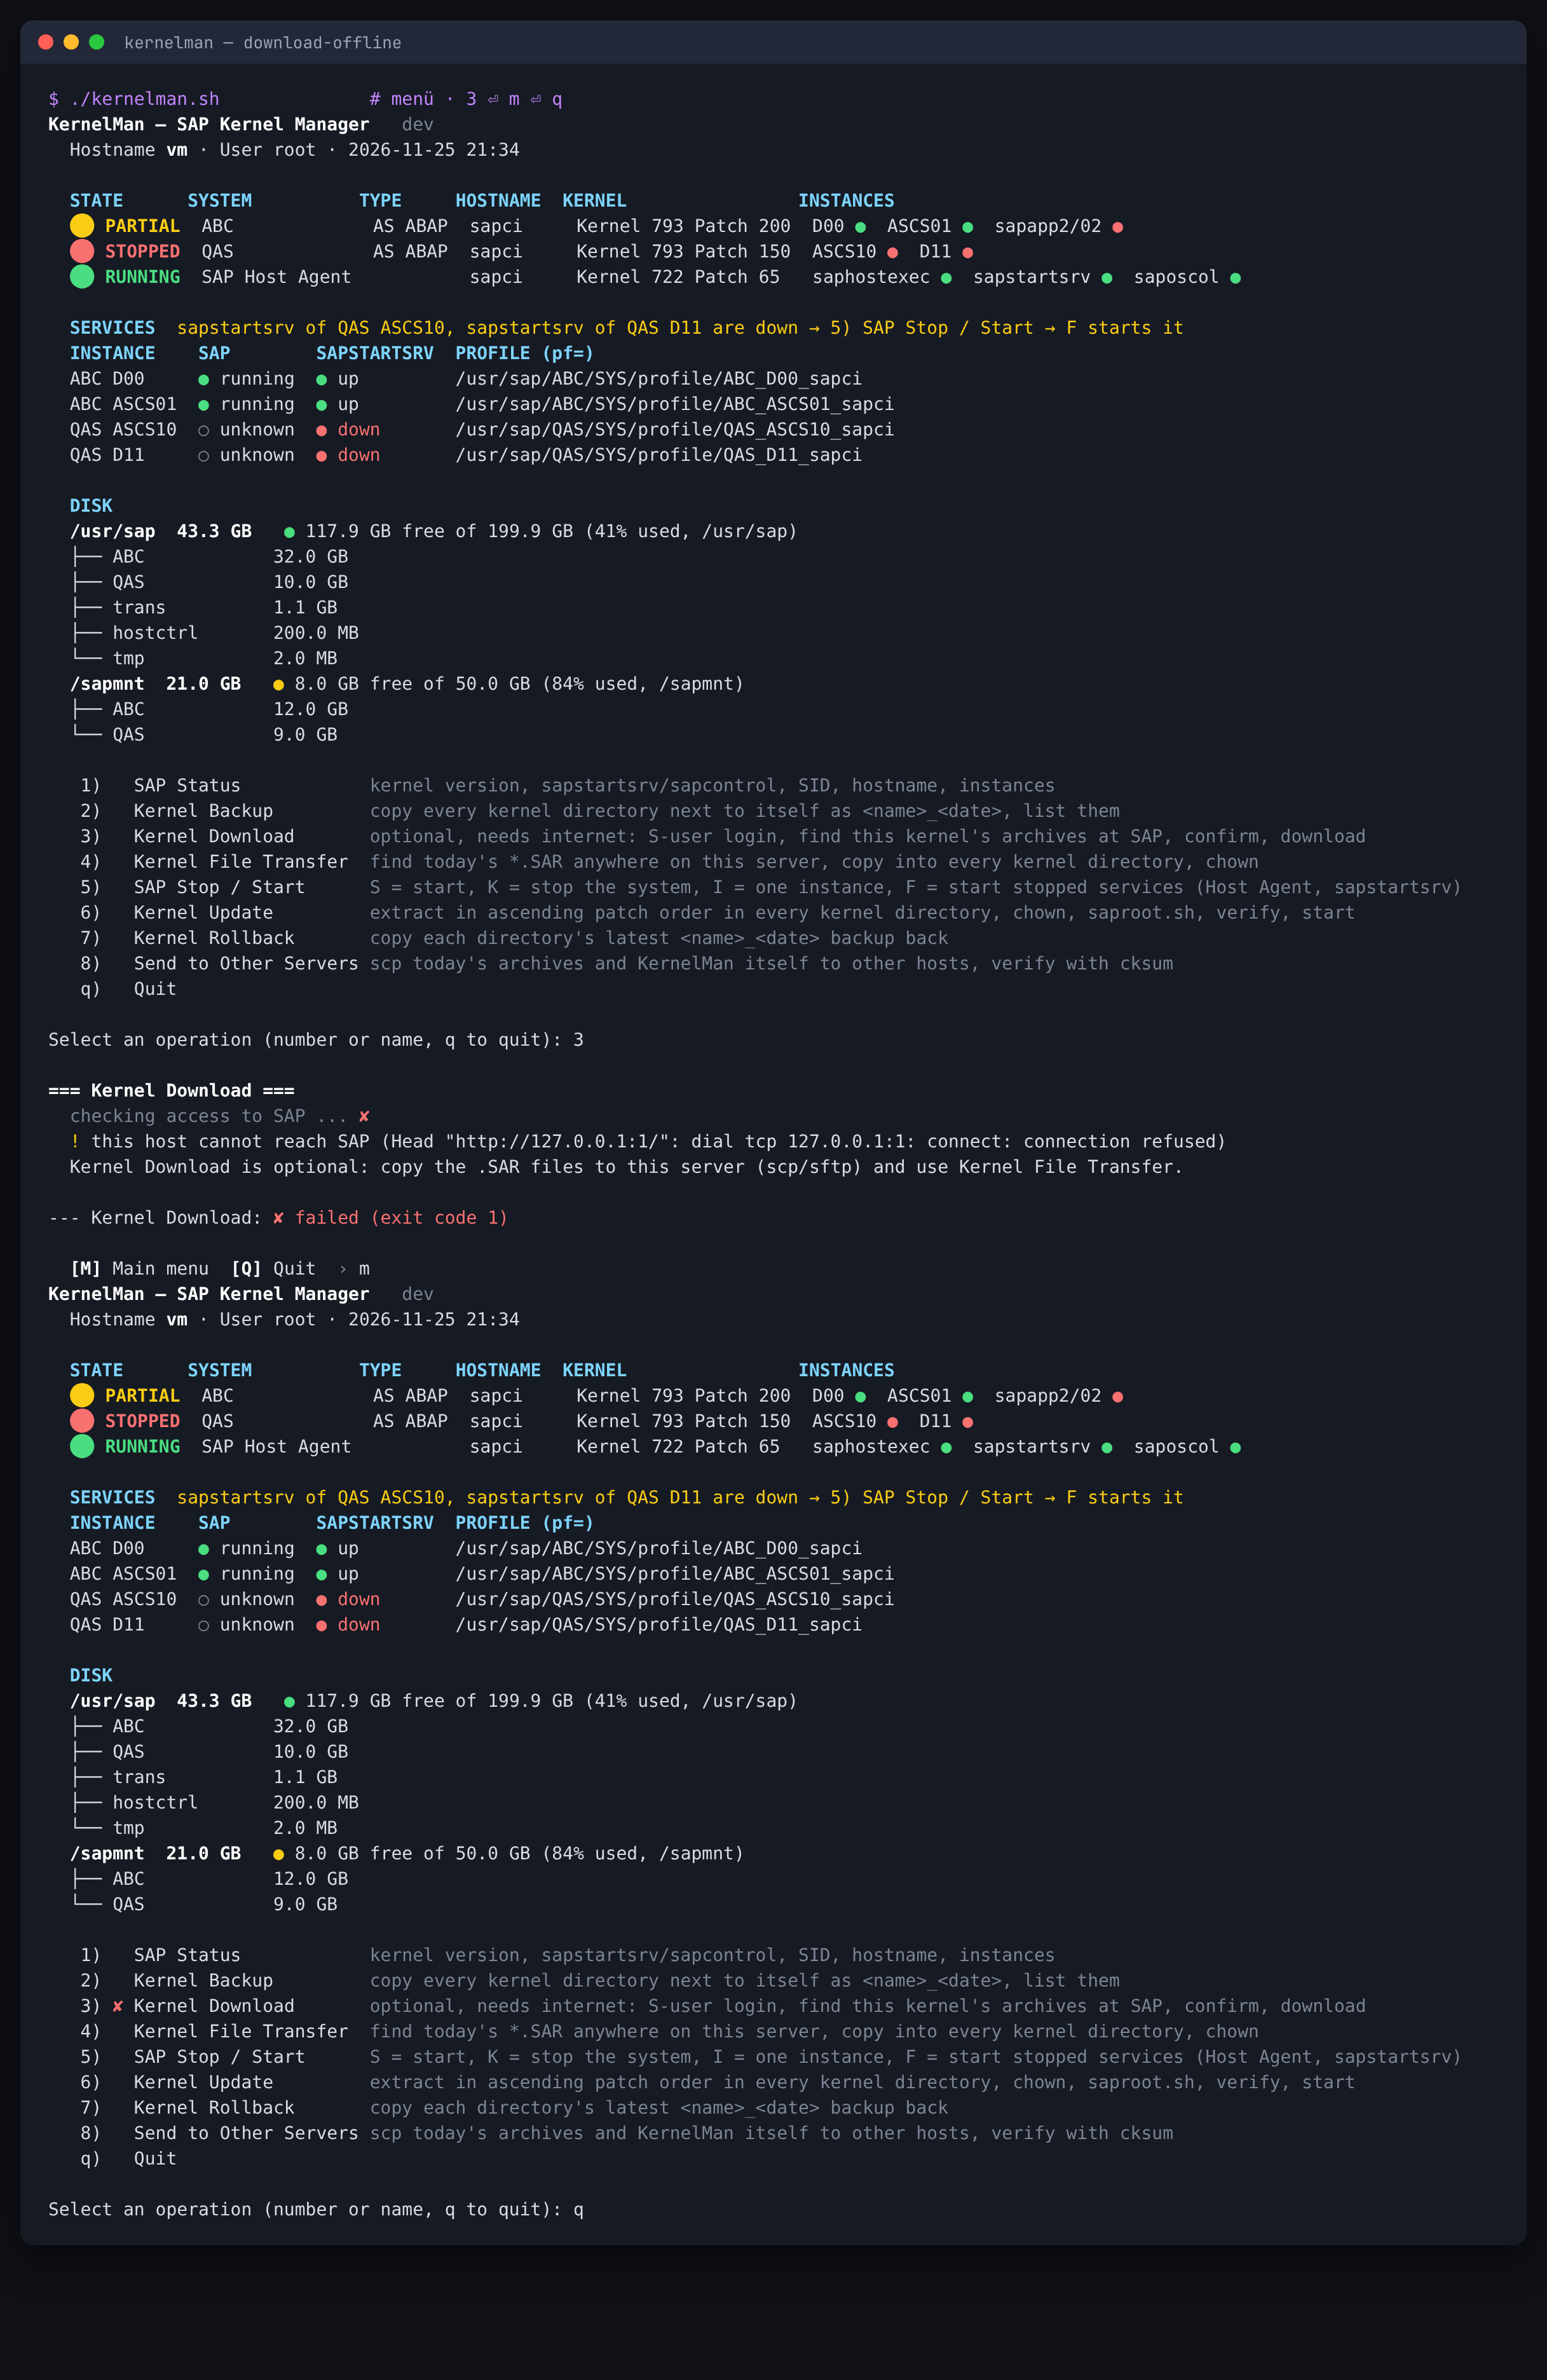 kernelman — download-offline
$ ./kernelman.sh              # menü · 3 ⏎ m ⏎ q
KernelMan — SAP Kernel Manager   dev
  Hostname vm · User root · 2026-11-25 21:34

  STATE      SYSTEM          TYPE     HOSTNAME  KERNEL                INSTANCES
  ● PARTIAL  ABC             AS ABAP  sapci     Kernel 793 Patch 200  D00 ●  ASCS01 ●  sapapp2/02 ●
  ● STOPPED  QAS             AS ABAP  sapci     Kernel 793 Patch 150  ASCS10 ●  D11 ●
  ● RUNNING  SAP Host Agent           sapci     Kernel 722 Patch 65   saphostexec ●  sapstartsrv ●  saposcol ●

  SERVICES  sapstartsrv of QAS ASCS10, sapstartsrv of QAS D11 are down → 5) SAP Stop / Start → F starts it
  INSTANCE    SAP        SAPSTARTSRV  PROFILE (pf=)
  ABC D00     ● running  ● up         /usr/sap/ABC/SYS/profile/ABC_D00_sapci
  ABC ASCS01  ● running  ● up         /usr/sap/ABC/SYS/profile/ABC_ASCS01_sapci
  QAS ASCS10  ○ unknown  ● down       /usr/sap/QAS/SYS/profile/QAS_ASCS10_sapci
  QAS D11     ○ unknown  ● down       /usr/sap/QAS/SYS/profile/QAS_D11_sapci

  DISK
  /usr/sap  43.3 GB   ● 117.9 GB free of 199.9 GB (41% used, /usr/sap)
  ├── ABC            32.0 GB
  ├── QAS            10.0 GB
  ├── trans          1.1 GB
  ├── hostctrl       200.0 MB
  └── tmp            2.0 MB
  /sapmnt  21.0 GB   ● 8.0 GB free of 50.0 GB (84% used, /sapmnt)
  ├── ABC            12.0 GB
  └── QAS            9.0 GB

   1)   SAP Status            kernel version, sapstartsrv/sapcontrol, SID, hostname, instances
   2)   Kernel Backup         copy every kernel directory next to itself as <name>_<date>, list them
   3)   Kernel Download       optional, needs internet: S-user login, find this kernel's archives at SAP, confirm, download
   4)   Kernel File Transfer  find today's *.SAR anywhere on this server, copy into every kernel directory, chown
   5)   SAP Stop / Start      S = start, K = stop the system, I = one instance, F = start stopped services (Host Agent, sapstartsrv)
   6)   Kernel Update         extract in ascending patch order in every kernel directory, chown, saproot.sh, verify, start
   7)   Kernel Rollback       copy each directory's latest <name>_<date> backup back
   8)   Send to Other Servers scp today's archives and KernelMan itself to other hosts, verify with cksum
   q)   Quit

Select an operation (number or name, q to quit): 3

=== Kernel Download ===
  checking access to SAP ... ✘
  ! this host cannot reach SAP (Head "http://127.0.0.1:1/": dial tcp 127.0.0.1:1: connect: connection refused)
  Kernel Download is optional: copy the .SAR files to this server (scp/sftp) and use Kernel File Transfer.

--- Kernel Download: ✘ failed (exit code 1)

  [M] Main menu  [Q] Quit  › m
KernelMan — SAP Kernel Manager   dev
  Hostname vm · User root · 2026-11-25 21:34

  STATE      SYSTEM          TYPE     HOSTNAME  KERNEL                INSTANCES
  ● PARTIAL  ABC             AS ABAP  sapci     Kernel 793 Patch 200  D00 ●  ASCS01 ●  sapapp2/02 ●
  ● STOPPED  QAS             AS ABAP  sapci     Kernel 793 Patch 150  ASCS10 ●  D11 ●
  ● RUNNING  SAP Host Agent           sapci     Kernel 722 Patch 65   saphostexec ●  sapstartsrv ●  saposcol ●

  SERVICES  sapstartsrv of QAS ASCS10, sapstartsrv of QAS D11 are down → 5) SAP Stop / Start → F starts it
  INSTANCE    SAP        SAPSTARTSRV  PROFILE (pf=)
  ABC D00     ● running  ● up         /usr/sap/ABC/SYS/profile/ABC_D00_sapci
  ABC ASCS01  ● running  ● up         /usr/sap/ABC/SYS/profile/ABC_ASCS01_sapci
  QAS ASCS10  ○ unknown  ● down       /usr/sap/QAS/SYS/profile/QAS_ASCS10_sapci
  QAS D11     ○ unknown  ● down       /usr/sap/QAS/SYS/profile/QAS_D11_sapci

  DISK
  /usr/sap  43.3 GB   ● 117.9 GB free of 199.9 GB (41% used, /usr/sap)
  ├── ABC            32.0 GB
  ├── QAS            10.0 GB
  ├── trans          1.1 GB
  ├── hostctrl       200.0 MB
  └── tmp            2.0 MB
  /sapmnt  21.0 GB   ● 8.0 GB free of 50.0 GB (84% used, /sapmnt)
  ├── ABC            12.0 GB
  └── QAS            9.0 GB

   1)   SAP Status            kernel version, sapstartsrv/sapcontrol, SID, hostname, instances
   2)   Kernel Backup         copy every kernel directory next to itself as <name>_<date>, list them
   3) ✘ Kernel Download       optional, needs internet: S-user login, find this kernel's archives at SAP, confirm, download
   4)   Kernel File Transfer  find today's *.SAR anywhere on this server, copy into every kernel directory, chown
   5)   SAP Stop / Start      S = start, K = stop the system, I = one instance, F = start stopped services (Host Agent, sapstartsrv)
   6)   Kernel Update         extract in ascending patch order in every kernel directory, chown, saproot.sh, verify, start
   7)   Kernel Rollback       copy each directory's latest <name>_<date> backup back
   8)   Send to Other Servers scp today's archives and KernelMan itself to other hosts, verify with cksum
   q)   Quit

Select an operation (number or name, q to quit): q